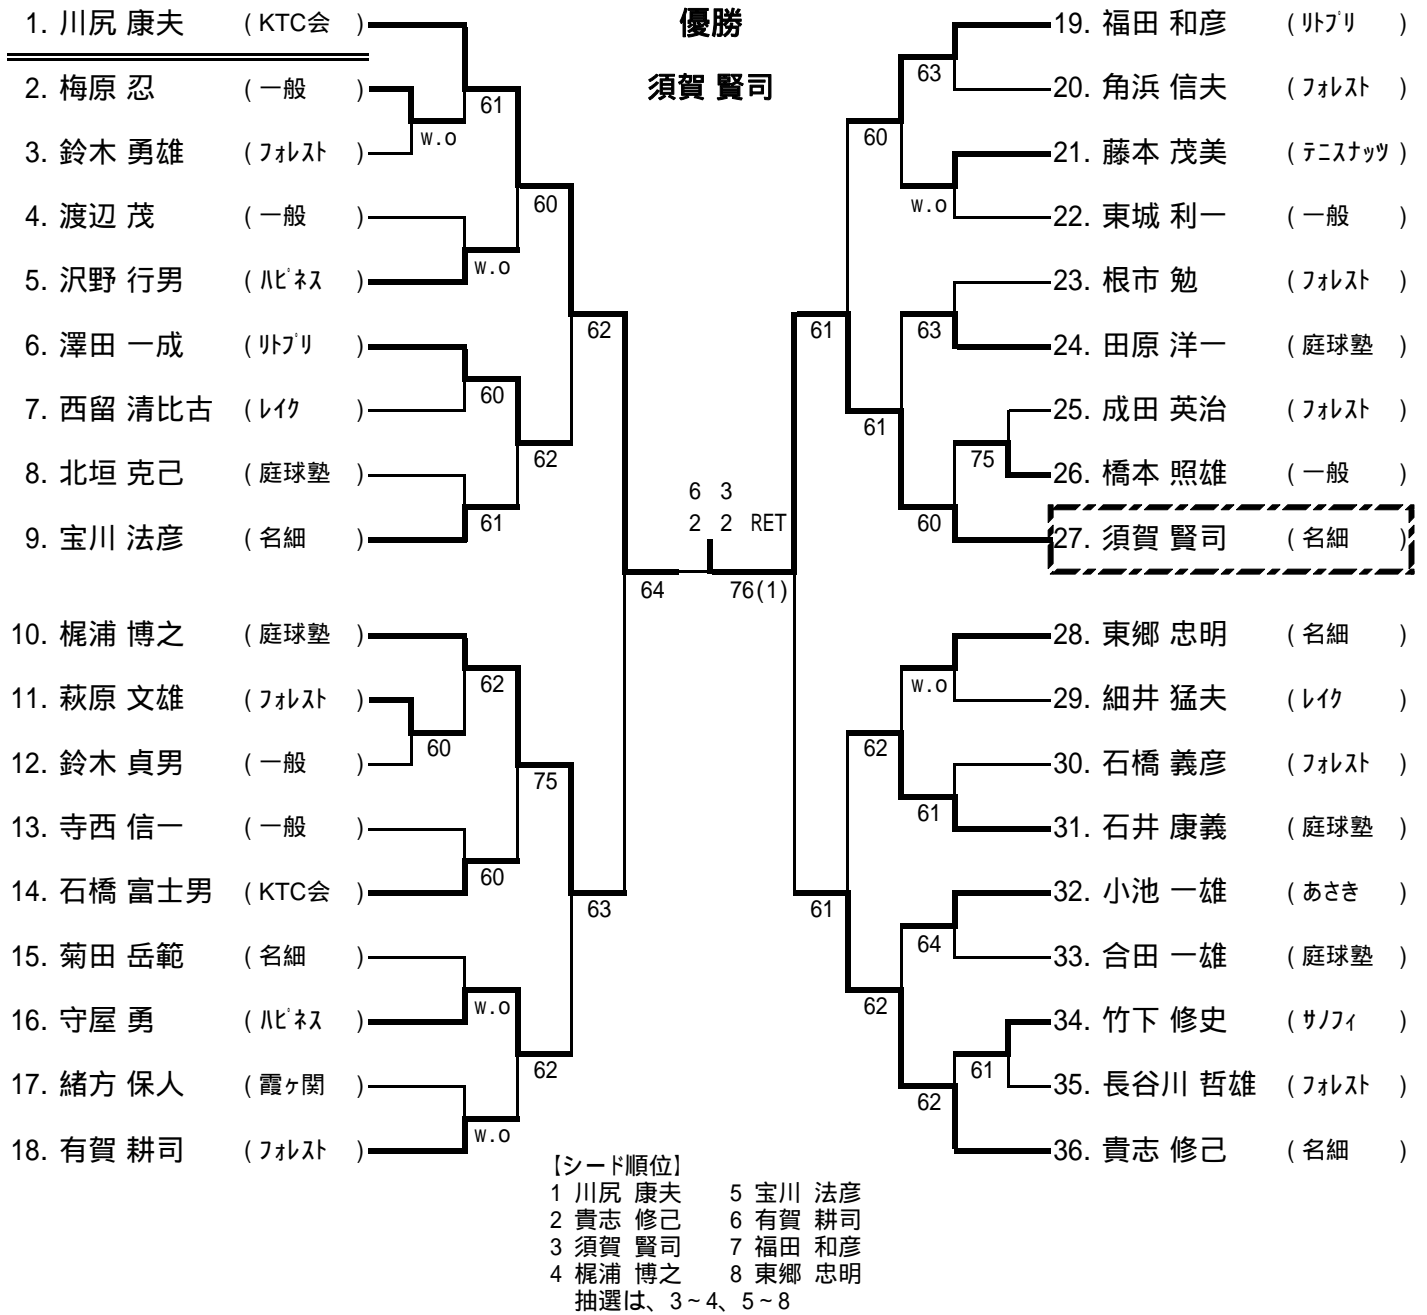 優勝
須賀 賢司
1. 川尻 康夫 ( KTC会 )
2. 梅原 忍 ( 一般 )
3. 鈴木 勇雄 ( ﾌｫﾚｽﾄ )
4. 渡辺 茂 ( 一般 )
5. 沢野 行男 ( ﾊﾋﾟﾈｽ )
6. 澤田 一成 ( ﾘﾄﾌﾟﾘ )
7. 西留 清比古 ( ﾚｲｸ )
8. 北垣 克己 ( 庭球塾 )
9. 宝川 法彦 ( 名細 )
10. 梶浦 博之 ( 庭球塾 )
11. 萩原 文雄 ( ﾌｫﾚｽﾄ )
12. 鈴木 貞男 ( 一般 )
13. 寺西 信一 ( 一般 )
14. 石橋 富士男 ( KTC会 )
15. 菊田 岳範 ( 名細 )
16. 守屋 勇 ( ﾊﾋﾟﾈｽ )
17. 緒方 保人 ( 霞ヶ関 )
18. 有賀 耕司 ( ﾌｫﾚｽﾄ )
61
w.o
60
w.o
62
60
62
61
64
62
60
75
60
63
w.o
62
w.o
6 3
2 2 RET
76(1)
63
60
w.o
61
63
61
75
60
w.o
62
61
61
64
62
61
62
19. 福田 和彦 ( ﾘﾄﾌﾟﾘ )
20. 角浜 信夫 ( ﾌｫﾚｽﾄ )
21. 藤本 茂美 ( ﾃﾆｽﾅｯﾂ )
22. 東城 利一 ( 一般 )
23. 根市 勉 ( ﾌｫﾚｽﾄ )
24. 田原 洋一 ( 庭球塾 )
25. 成田 英治 ( ﾌｫﾚｽﾄ )
26. 橋本 照雄 ( 一般 )
27. 須賀 賢司 ( 名細 )
28. 東郷 忠明 ( 名細 )
29. 細井 猛夫 ( ﾚｲｸ )
30. 石橋 義彦 ( ﾌｫﾚｽﾄ )
31. 石井 康義 ( 庭球塾 )
32. 小池 一雄 ( あさき )
33. 合田 一雄 ( 庭球塾 )
34. 竹下 修史 ( ｻﾉﾌｨ )
35. 長谷川 哲雄 ( ﾌｫﾚｽﾄ )
36. 貴志 修己 ( 名細 )
【シード順位】
1 川尻 康夫 5 宝川 法彦
2 貴志 修己 6 有賀 耕司
3 須賀 賢司 7 福田 和彦
4 梶浦 博之 8 東郷 忠明
抽選は、3~4、5~8